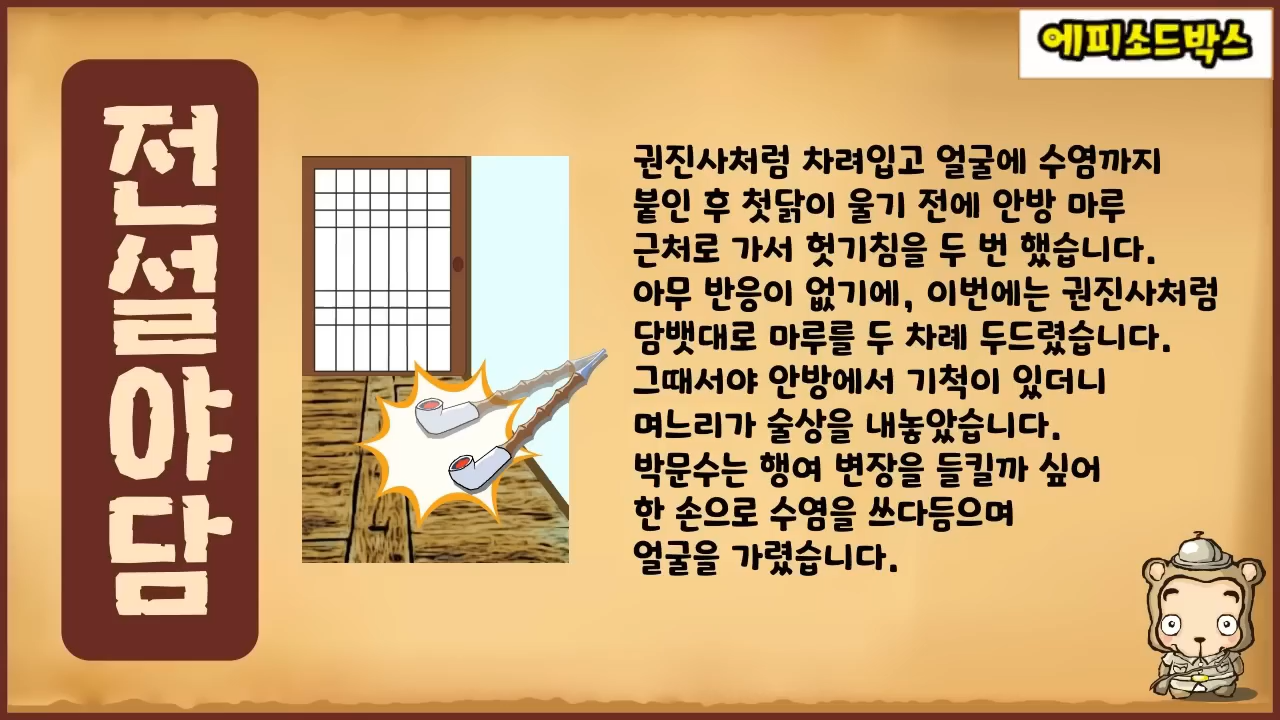 에피소드박스
전설야담
권진사처럼 차려입고 얼굴에 수염까지
붙인 후 첫닭이 울기 전에 안방 마루
근처로 가서 헛기침을 두 번 했습니다.
아무 반응이 없기에, 이번에는 권진사처럼
담뱃대로 마루를 두 차례 두드렸습니다.
그때서야 안방에서 기척이 있더니
며느리가 술상을 내놓았습니다.
박문수는 행여 변장을 들킬까 싶어
한 손으로 수염을 쓰다듬으며
얼굴을 가렸습니다.